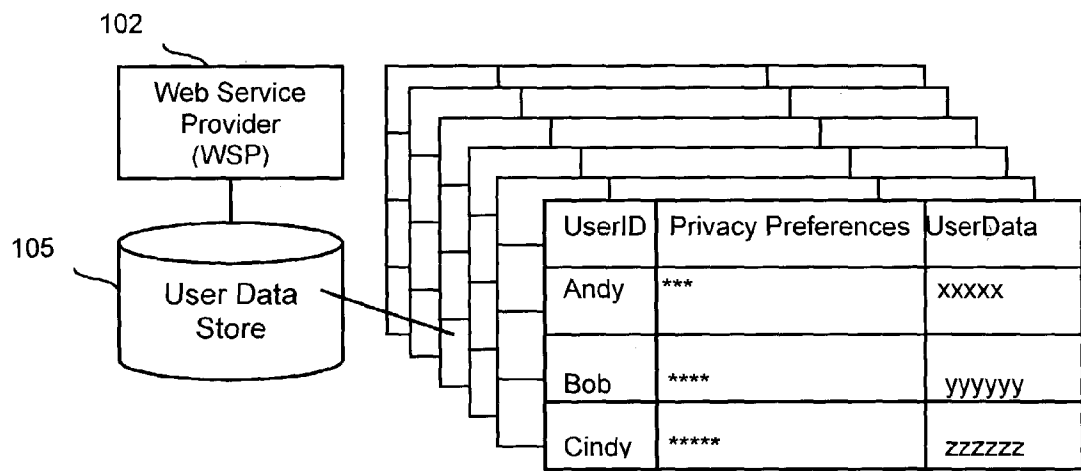 102
Web Service
Provider
(WSP)
105
User Data
Store
UserID Privacy Preferences UserData
Andy *** xxxxx
Bob **** yyyyyy
Cindy ***** zzzzzz